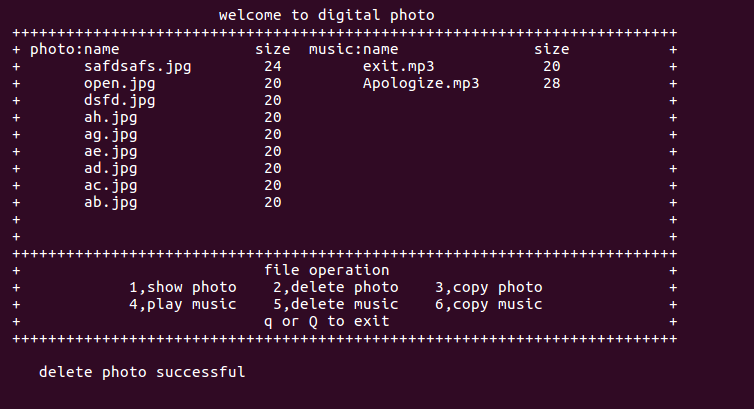 welcome to digital photo
++++++++++++++++++++++++++++++++++++++++++++++++++++++++++++++++++++++++++
+ photo:name               size  music:name               size           +
+       safdsafs.jpg        24         exit.mp3            20            +
+       open.jpg            20         Apologize.mp3       28            +
+       dsfd.jpg            20                                           +
+       ah.jpg              20                                           +
+       ag.jpg              20                                           +
+       ae.jpg              20                                           +
+       ad.jpg              20                                           +
+       ac.jpg              20                                           +
+       ab.jpg              20                                           +
+                                                                        +
+                                                                        +
++++++++++++++++++++++++++++++++++++++++++++++++++++++++++++++++++++++++++
+                           file operation                               +
+            1,show photo    2,delete photo    3,copy photo              +
+            4,play music    5,delete music    6,copy music              +
+                           q or Q to exit                               +
++++++++++++++++++++++++++++++++++++++++++++++++++++++++++++++++++++++++++
delete photo successful